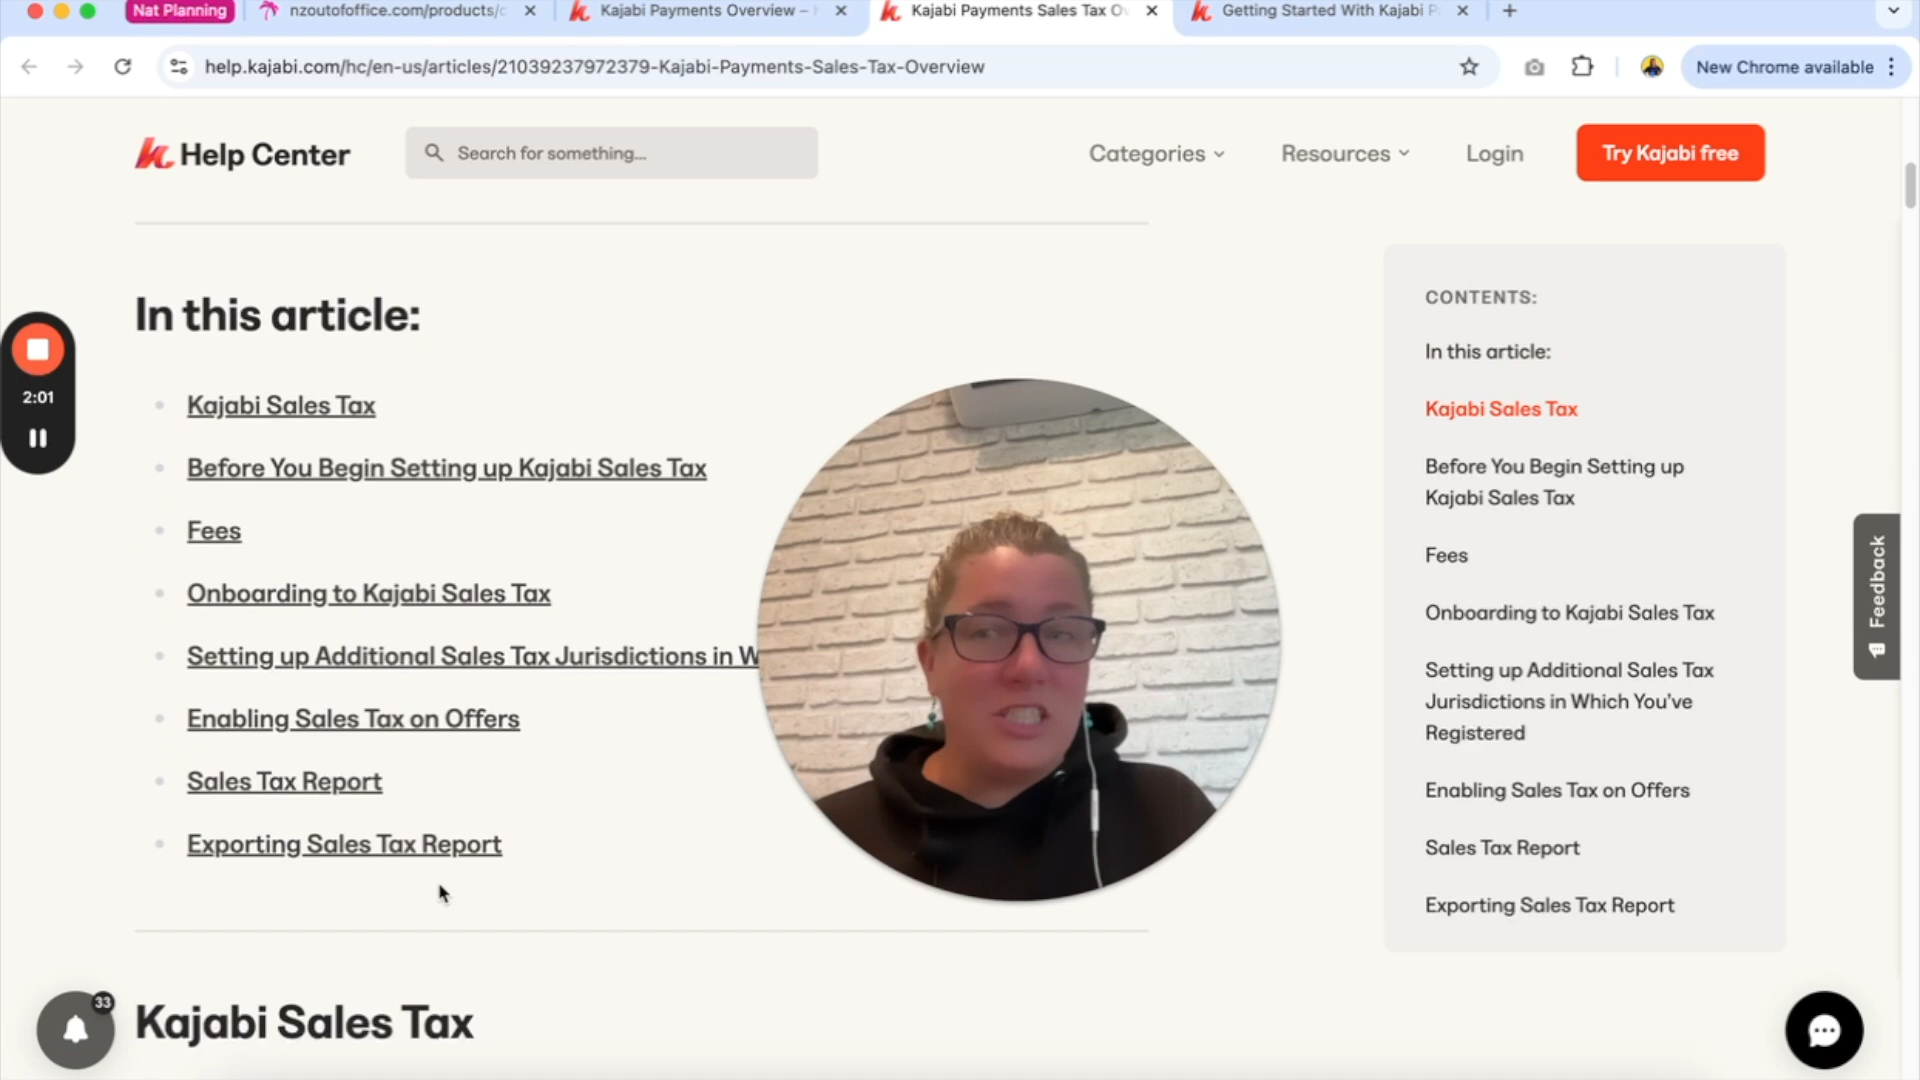 Nat Planning
nzoutofoffice.com/products/c
Kajabi Payments Overview –
Kajabi Payments Sales Tax Ov
Getting Started With Kajabi P
help.kajabi.com/hc/en-us/articles/21039237972379-Kajabi-Payments-Sales-Tax-Overview
New Chrome available
Help Center
Search for something...
Categories
Resources
Login
Try Kajabi free
In this article:
Kajabi Sales Tax
Before You Begin Setting up Kajabi Sales Tax
Fees
Onboarding to Kajabi Sales Tax
Setting up Additional Sales Tax Jurisdictions in W
Enabling Sales Tax on Offers
Sales Tax Report
Exporting Sales Tax Report
2:01
CONTENTS:
In this article:
Kajabi Sales Tax
Before You Begin Setting up
Kajabi Sales Tax
Fees
Onboarding to Kajabi Sales Tax
Setting up Additional Sales Tax
Jurisdictions in Which You've
Registered
Enabling Sales Tax on Offers
Sales Tax Report
Exporting Sales Tax Report
Feedback
33
Kajabi Sales Tax